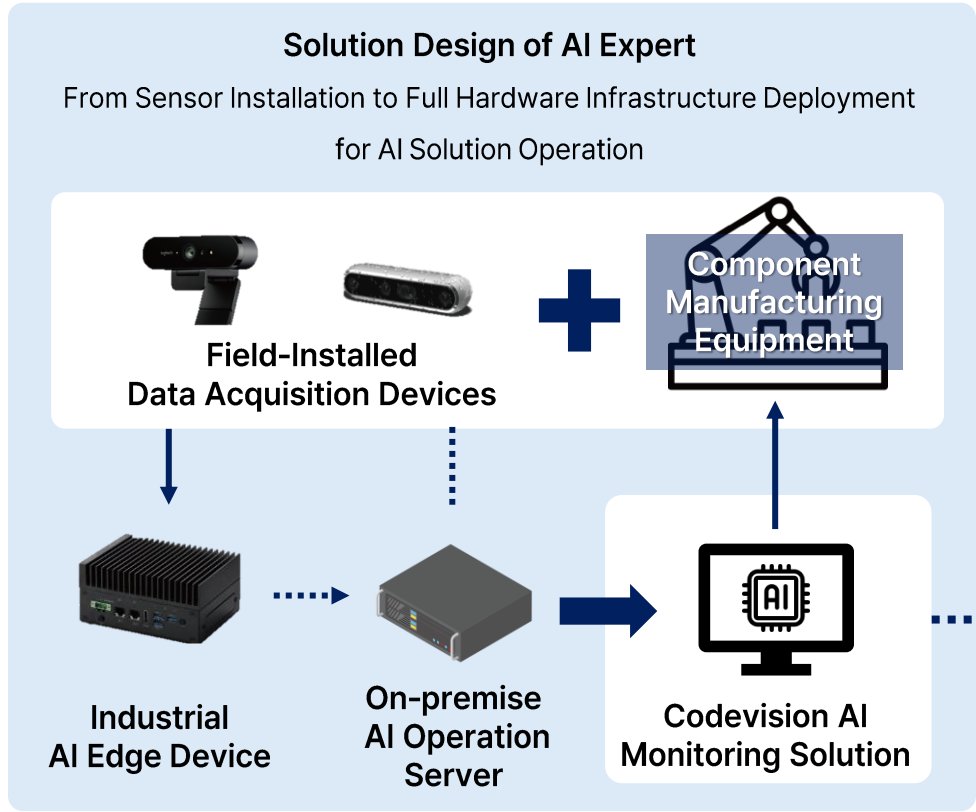 Solution Design of AI Expert
From Sensor Installation to Full Hardware Infrastructure Deployment
for AI Solution Operation
Component
Manufacturing
Equipment
Field-Installed
Data Acquisition Devices
AI
Industrial
AI Edge Device
On-premise
AI Operation
Server
Codevision AI
Monitoring Solution